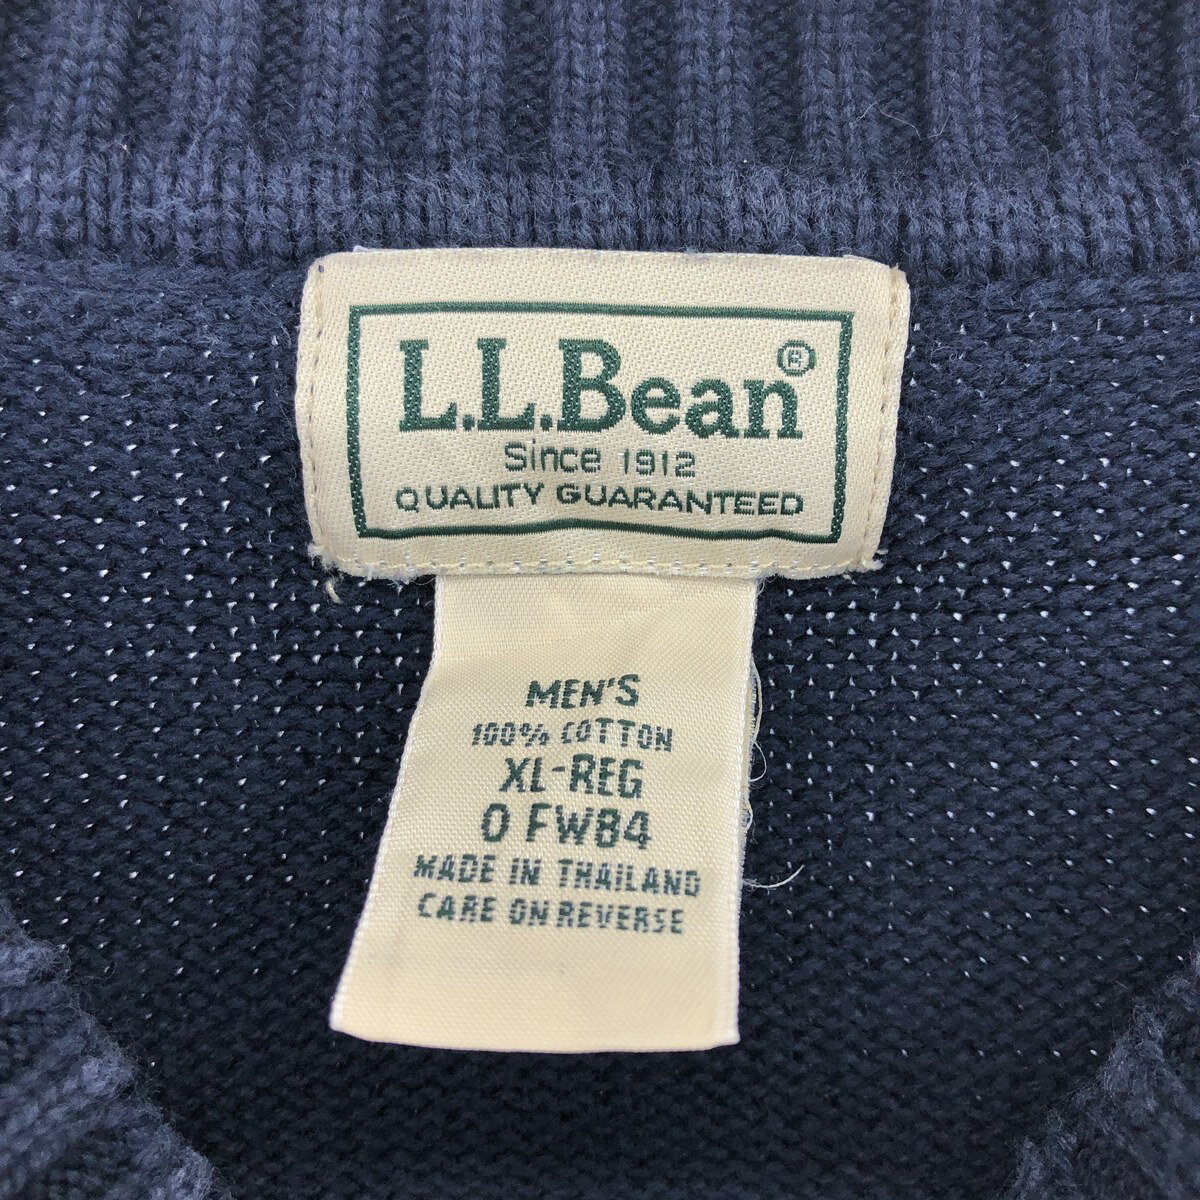 L.L.Bean®
Since 1912
QUALITY GUARANTEED
MEN'S
100% COTTON
XL-REG
0 FW84
MADE IN THAILAND
CARE ON REVERSE